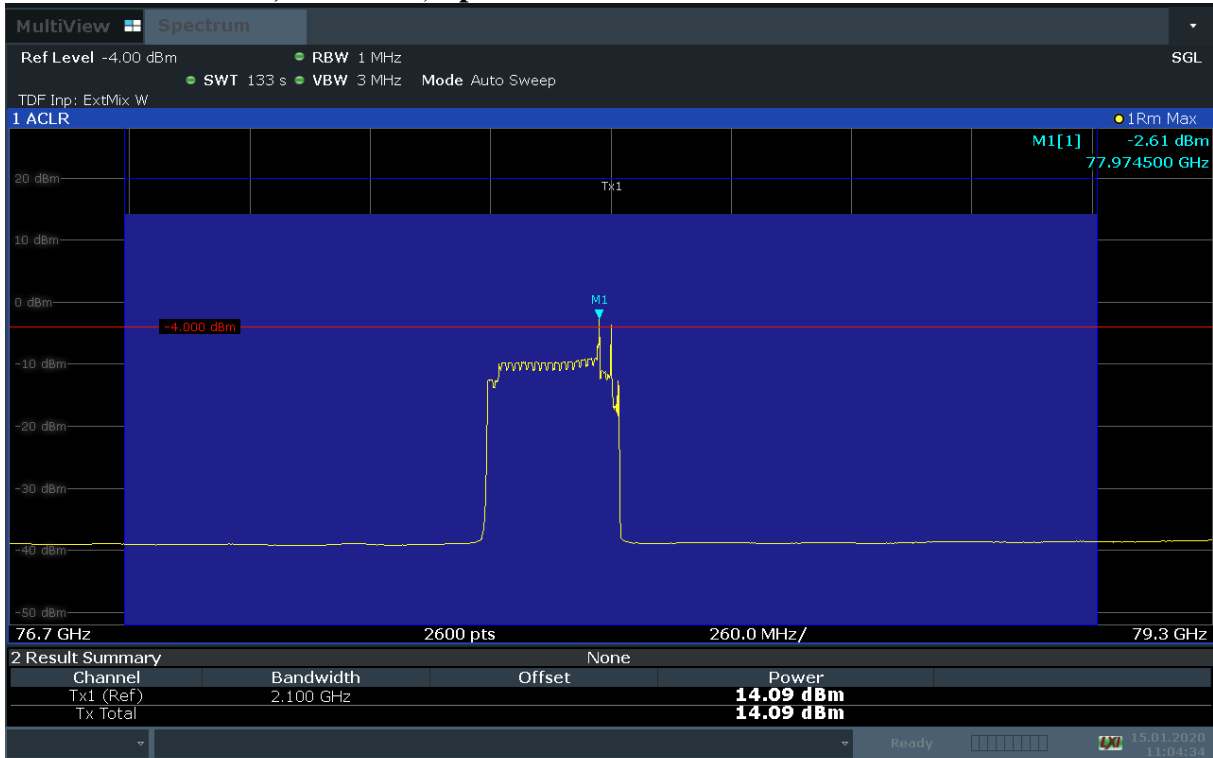 MultiView Spectrum
Ref Level -4.00 dBm RBW 1 MHz SGL
SWT 133 s VBW 3 MHz Mode Auto Sweep
TDF Inp: ExtMix W
1 ACLR 1Rm Max
M1[1] -2.61 dBm
77.974500 GHz
20 dBm
Tx1
10 dBm
0 dBm
M1
-4.000 dBm
-10 dBm
-20 dBm
-30 dBm
-40 dBm
-50 dBm
76.7 GHz 2600 pts 260.0 MHz/ 79.3 GHz
2 Result Summary None
Channel Bandwidth Offset Power
Tx1 (Ref) 2.100 GHz 14.09 dBm
Tx Total 14.09 dBm
Ready LXI 15.01.2020
11:04:34